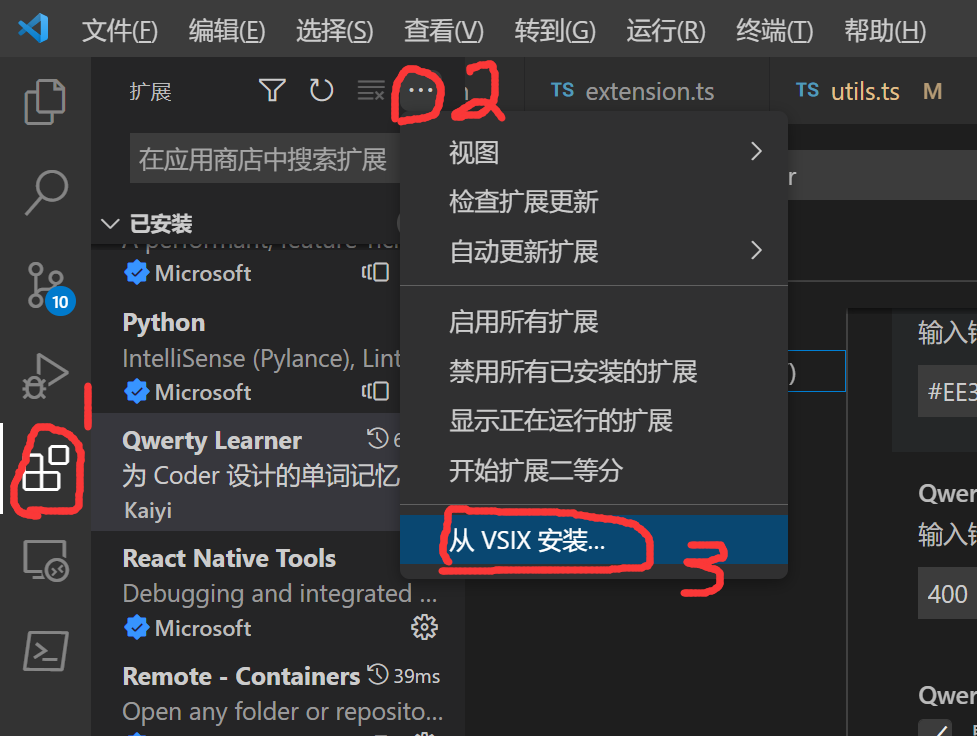 文件(F) 编辑(E) 选择(S) 查看(V) 转到(G) 运行(R) 终端(T) 帮助(H)
扩展 ... 2 TS extension.ts TS utils.ts M
在应用商店中搜索扩展
视图
检查扩展更新
已安装
自动更新扩展
Microsoft
10
Python
启用所有扩展
输入
IntelliSense (Pylance), Lint
禁用所有已安装的扩展
)
Microsoft
#EE3
1
显示正在运行的扩展
Qwerty Learner 6
为 Coder 设计的单词记忆
开始扩展二等分
Kaiyi
Qwer
输入
从 VSIX 安装...
3
React Native Tools
Debugging and integrated ...
400
Microsoft
Remote - Containers 39ms
Qwer
Open any folder or reposito...